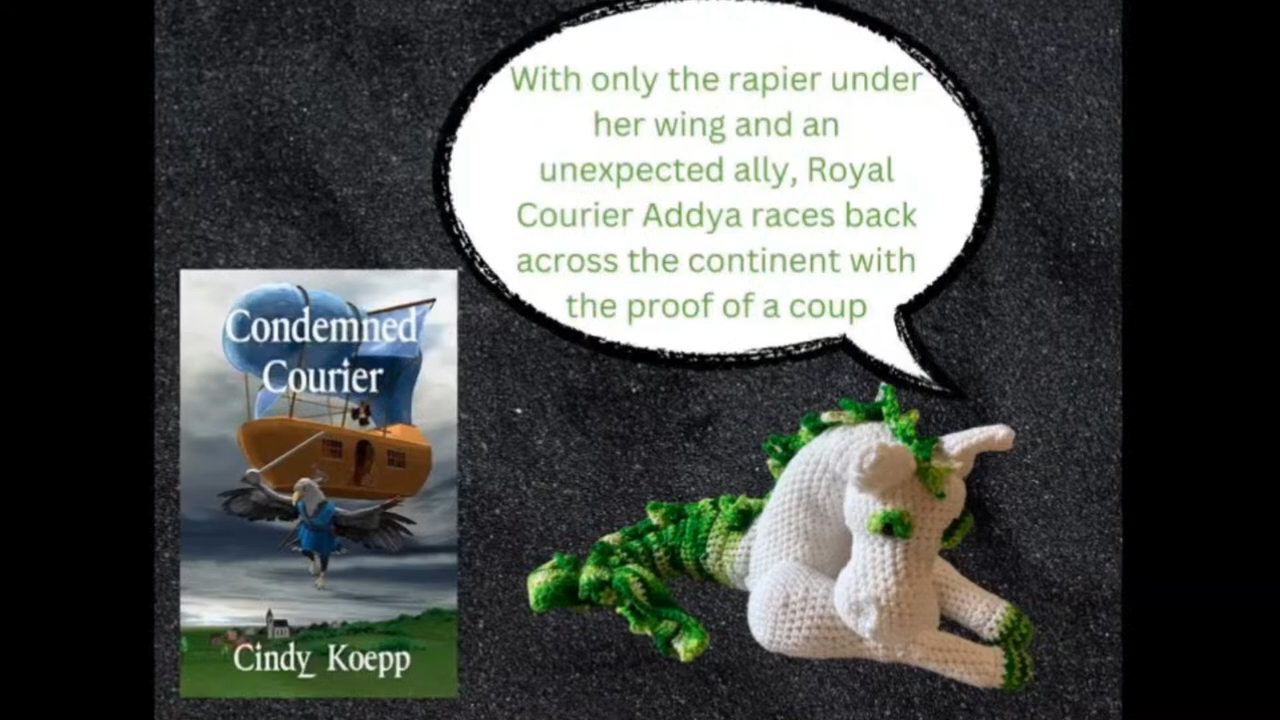 With only the rapier under
her wing and an
unexpected ally, Royal
Courier Addya races back
across the continent with
the proof of a coup
Condemned
Courier
Cindy Koepp